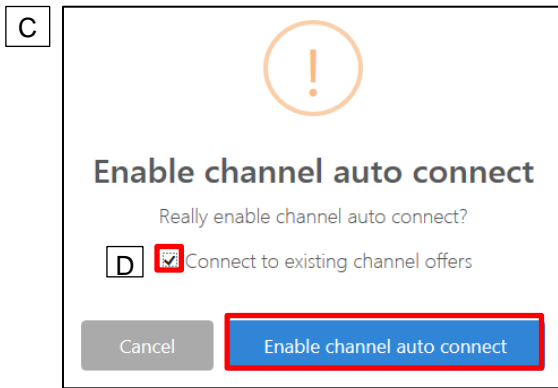 C
!
Enable channel auto connect
Really enable channel auto connect?
D Connect to existing channel offers
Cancel Enable channel auto connect